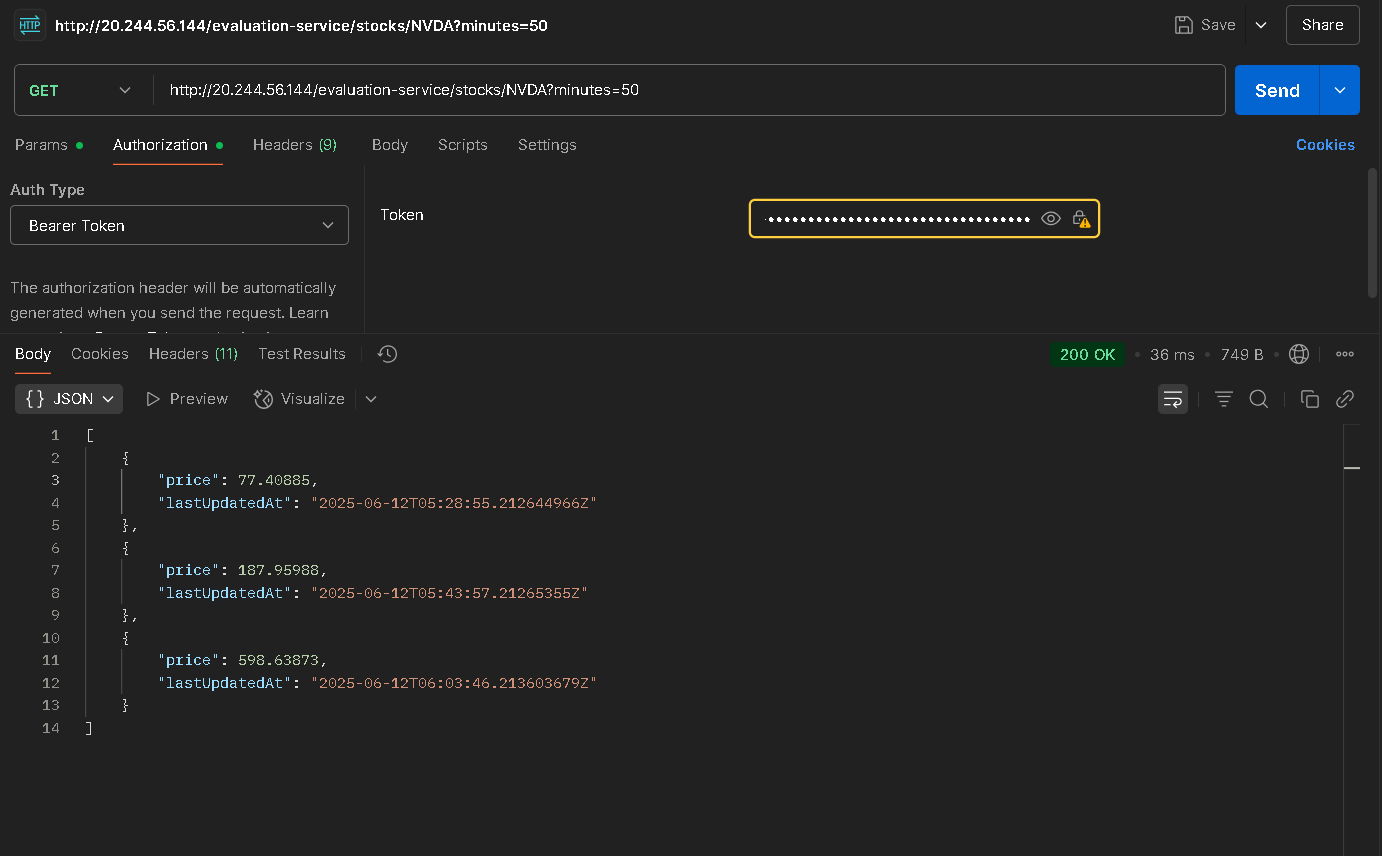 HTTP http://20.244.56.144/evaluation-service/stocks/NVDA?minutes=50 Save Share
GET http://20.244.56.144/evaluation-service/stocks/NVDA?minutes=50 Send
Params Authorization Headers (9) Body Scripts Settings Cookies
Auth Type
Bearer Token
Token
The authorization header will be automatically
generated when you send the request. Learn
Body Cookies Headers (11) Test Results 200 OK • 36 ms • 749 B
{} JSON Preview Visualize
1 [
2 {
3 "price": 77.40885,
4 "lastUpdatedAt": "2025-06-12T05:28:55.212644966Z"
5 },
6 {
7 "price": 187.95988,
8 "lastUpdatedAt": "2025-06-12T05:43:57.21265355Z"
9 },
10 {
11 "price": 598.63873,
12 "lastUpdatedAt": "2025-06-12T06:03:46.213603679Z"
13 }
14 ]